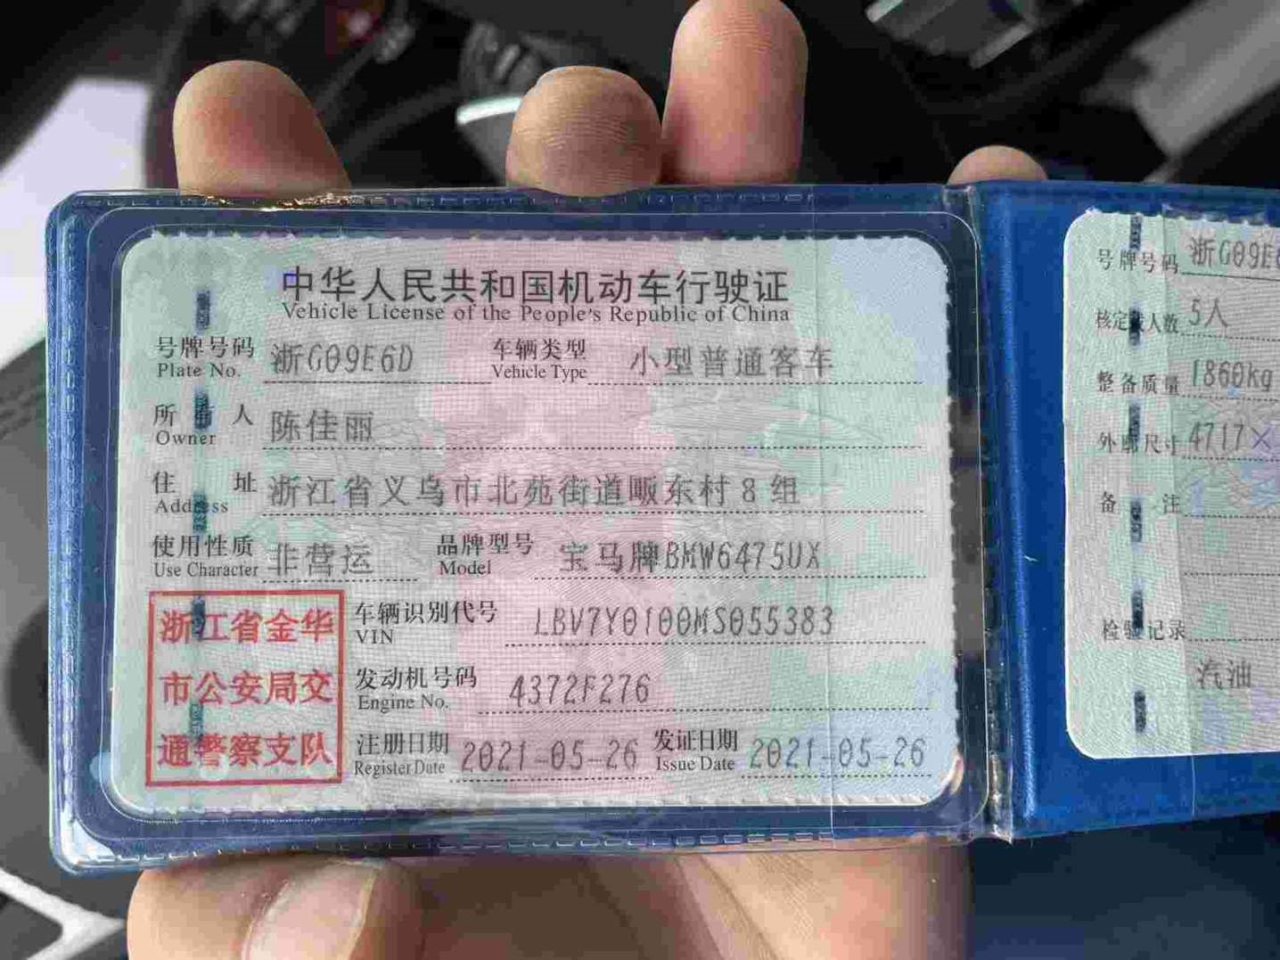 中华人民共和国机动车行驶证
Vehicle License of the People's Republic of China
号牌号码 浙G09E6D 车辆类型 小型普通客车
Plate No. Vehicle Type
所有人 陈佳丽
Owner
住址 浙江省义乌市北苑街道畈东村8组
Address
使用性质 非营运 品牌型号 宝马牌BMW6475UX
Use Character Model
浙江省金华
市公安局交
通警察支队
车辆识别代号 LBV7Y0100MS055383
VIN
发动机号码 4372F276
Engine No.
注册日期 2021-05-26 发证日期 2021-05-26
Register Date Issue Date
号牌号码 浙G09E6
核定载人数 5人
整备质量 1860kg
外廓尺寸 4717×
备注
检验记录
汽油